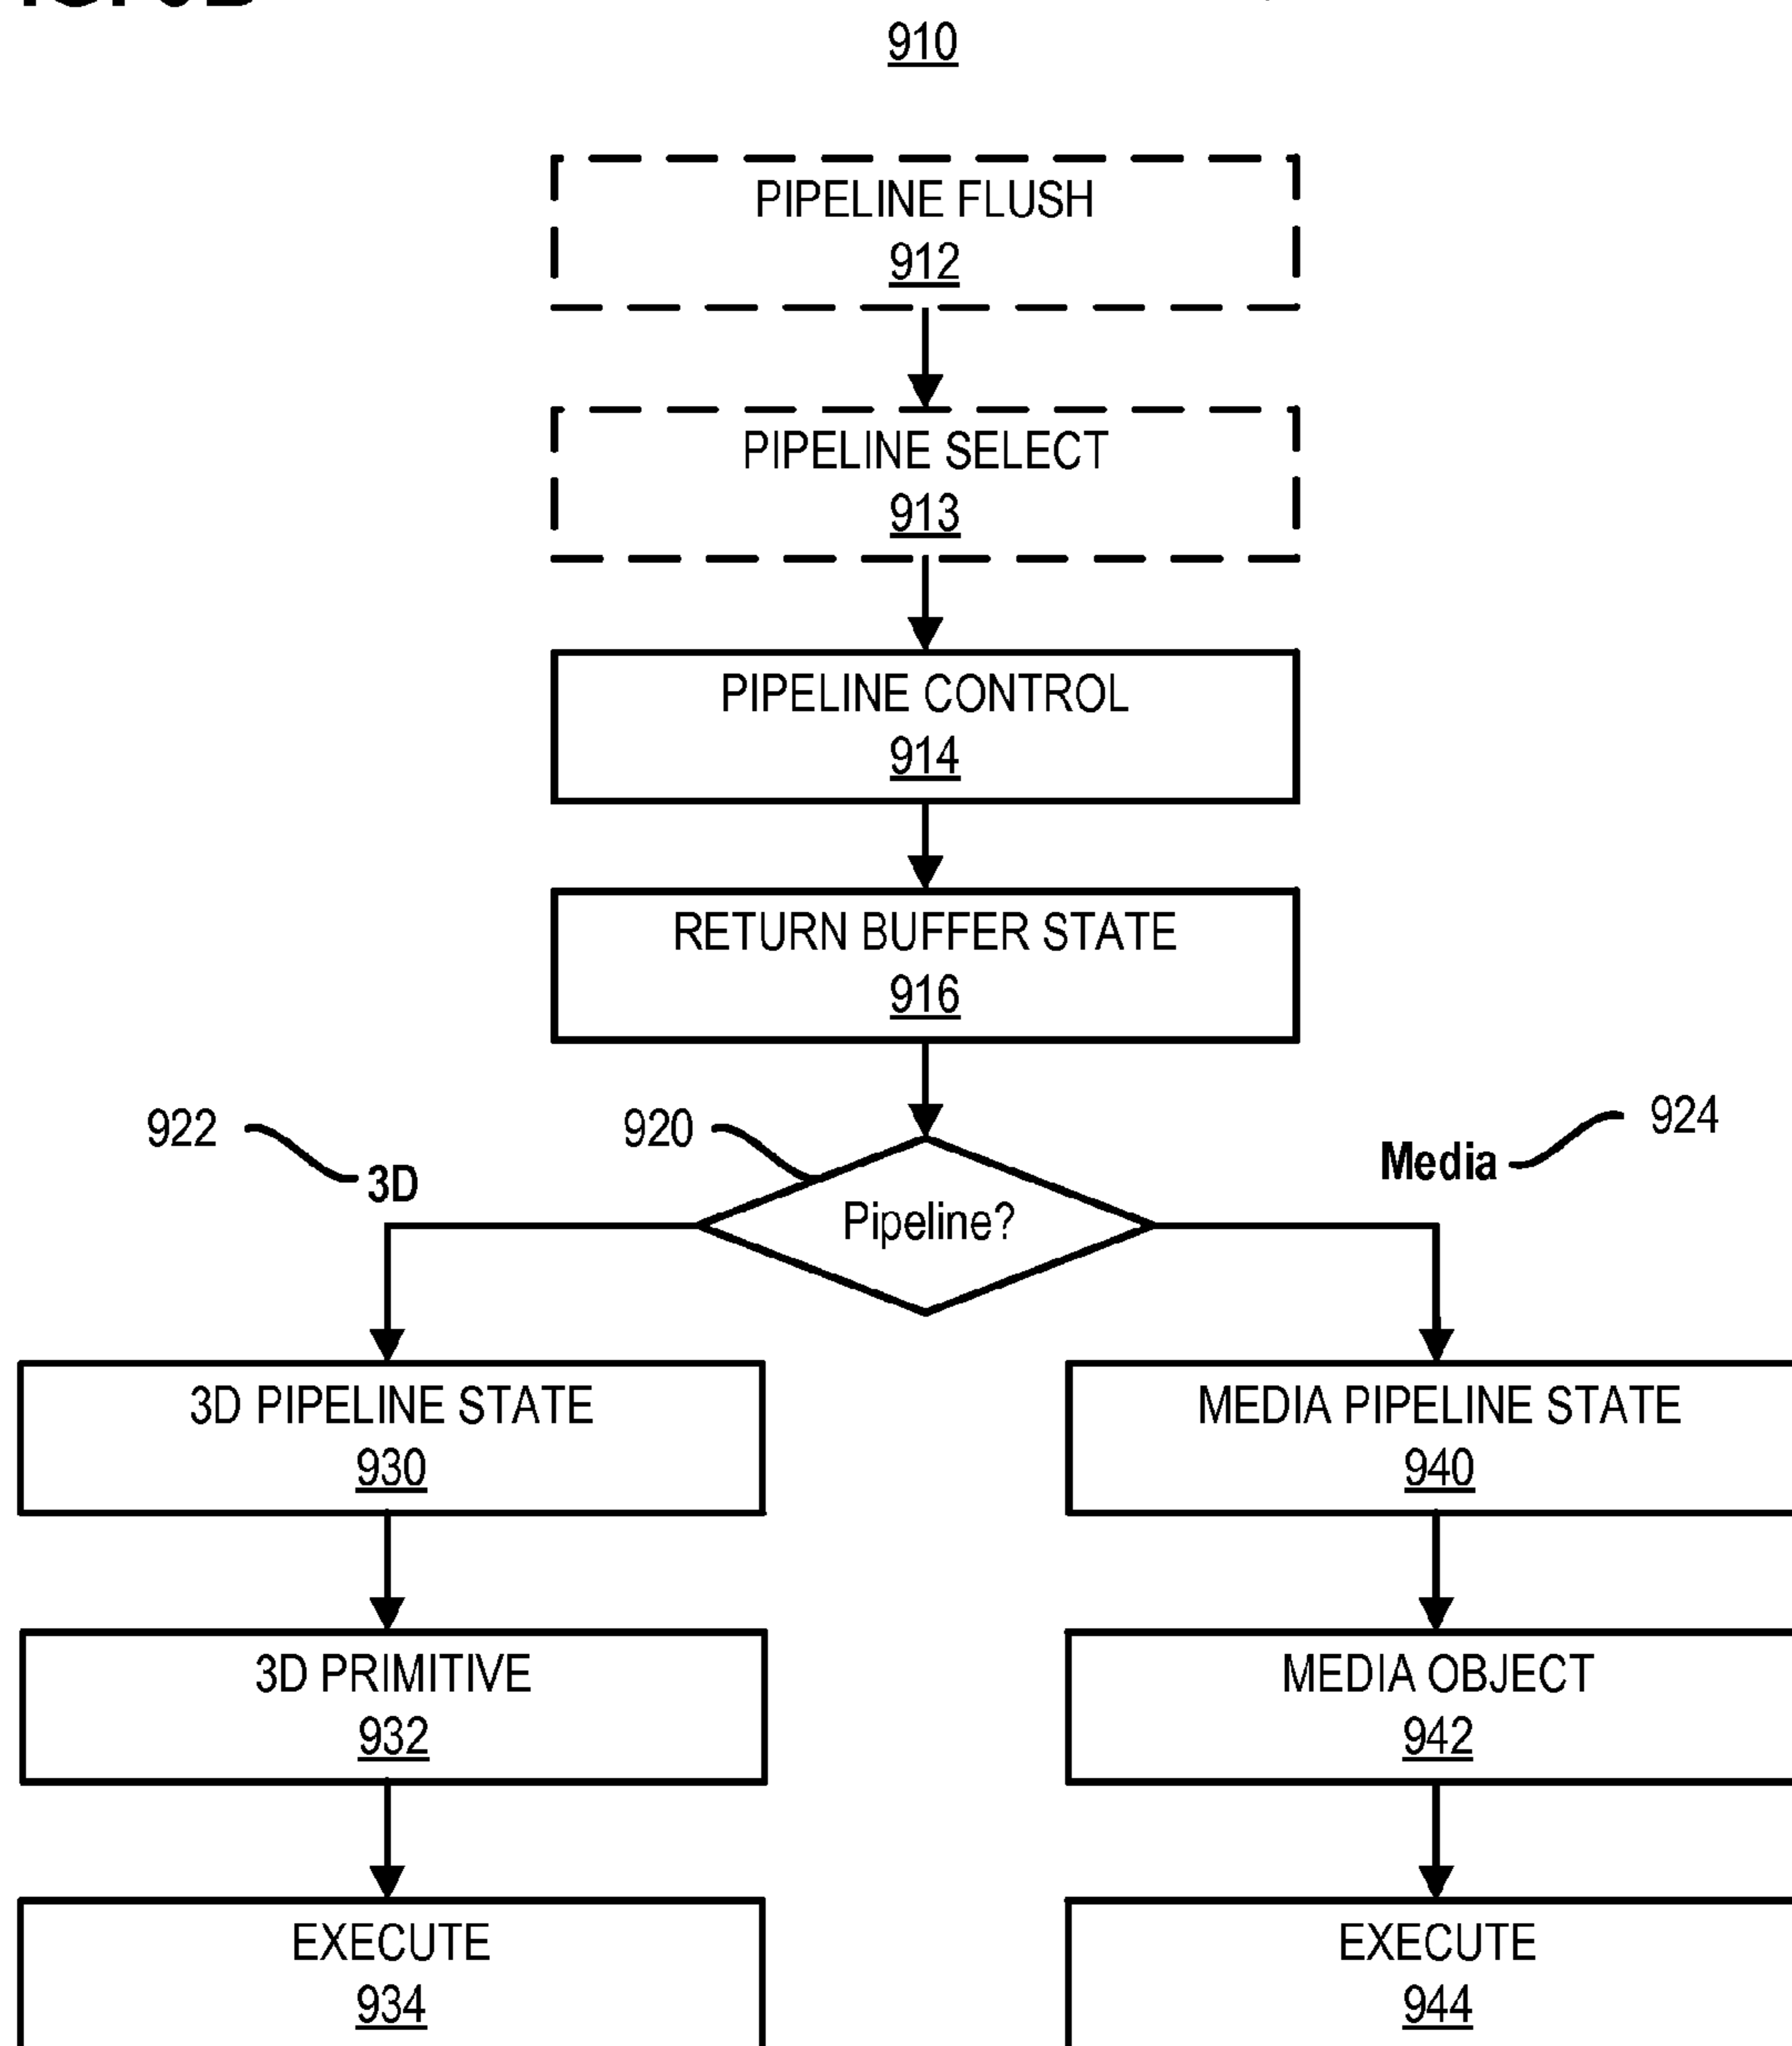 910
PIPELINE FLUSH
912
PIPELINE SELECT
913
PIPELINE CONTROL
914
RETURN BUFFER STATE
916
922
920
924
3D
Media
Pipeline?
3D PIPELINE STATE
930
MEDIA PIPELINE STATE
940
3D PRIMITIVE
932
MEDIA OBJECT
942
EXECUTE
934
EXECUTE
944